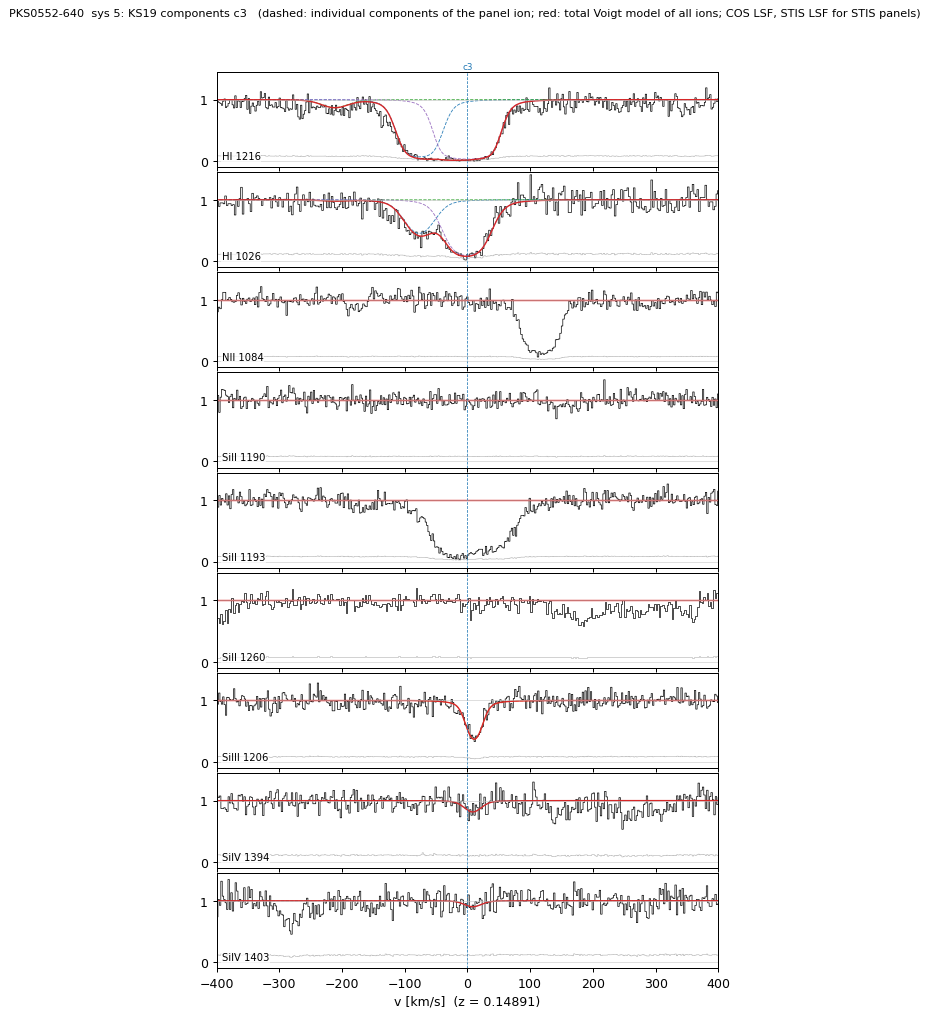 PKS0552-640 sys 5: KS19 components c3 (dashed: individual components of the panel ion; red: total Voigt model of all ions; COS LSF, STIS LSF for STIS panels)
c3
1
0
HI 1216
1
0
HI 1026
1
0
NII 1084
1
0
SiII 1190
1
0
SiII 1193
1
0
SiII 1260
1
0
SiIII 1206
1
0
SiIV 1394
1
0
SiIV 1403
−400 −300 −200 −100 0 100 200 300 400
v [km/s] (z = 0.14891)